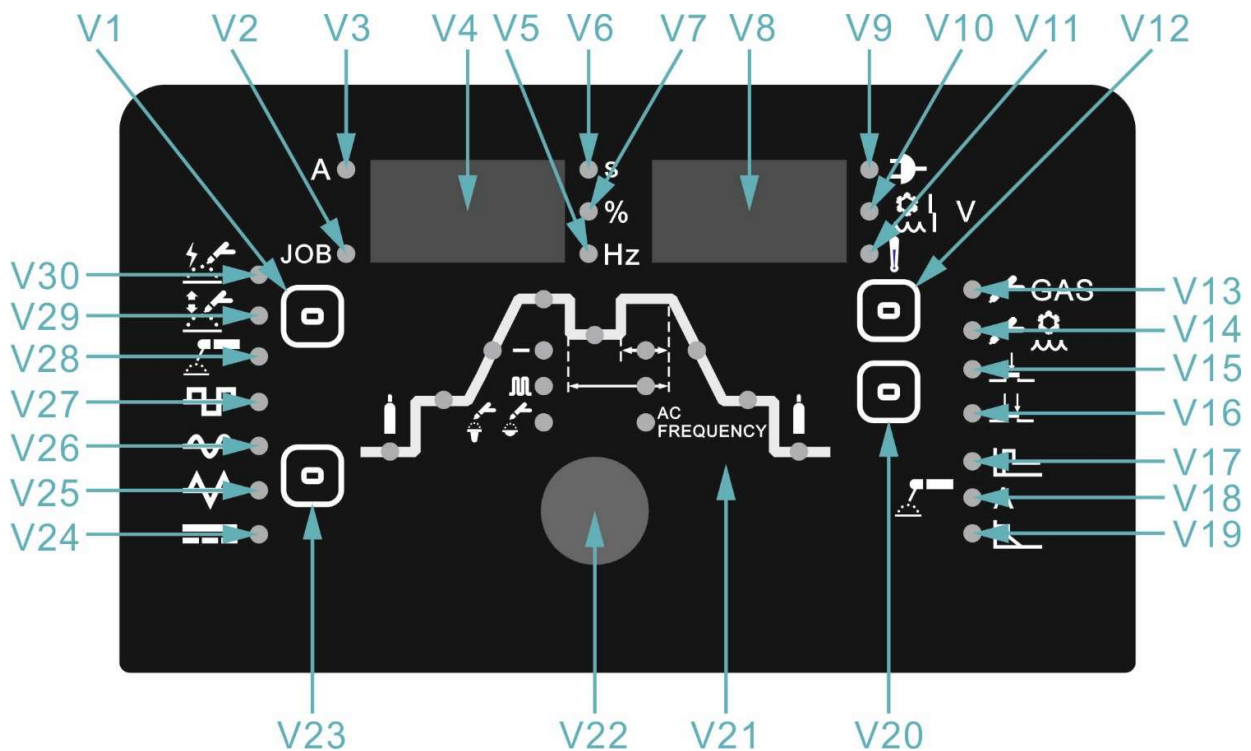 V1 V2 V3 V4 V5 V6 V7 V8 V9 V10 V11 V12
A s
% V
JOB Hz
V30 GAS V13
V29 V14
V28 V15
V27 AC V16
FREQUENCY
V26 V17
V25 V18
A
V24 V19
V23 V22 V21 V20